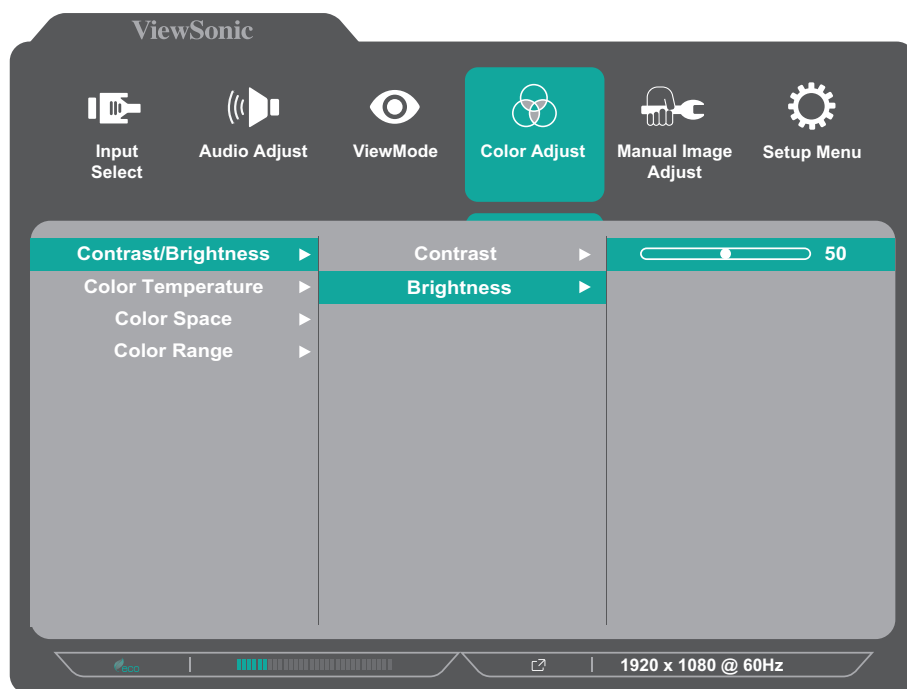 ViewSonic
Input Select
Audio Adjust
ViewMode
Color Adjust
Manual Image Adjust
Setup Menu
Contrast/Brightness
Contrast
50
Color Temperature
Brightness
Color Space
Color Range
eco
1920 x 1080 @ 60Hz